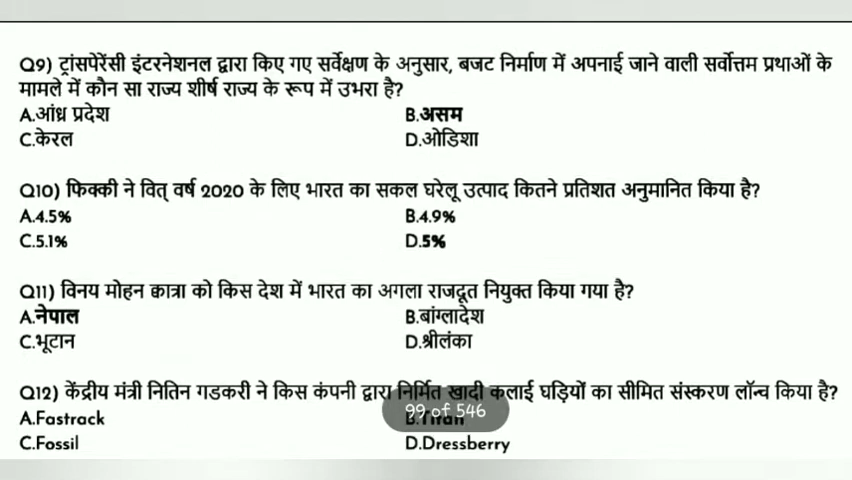 Q9) ट्रांसपेरेंसी इंटरनेशनल द्वारा किए गए सर्वेक्षण के अनुसार, बजट निर्माण में अपनाई जाने वाली सर्वोत्तम प्रथाओं के
मामले में कौन सा राज्य शीर्ष राज्य के रूप में उभरा है?
A.आंध्र प्रदेश B.असम
C.केरल D.ओडिशा
Q10) फिक्की ने वित् वर्ष 2020 के लिए भारत का सकल घरेलू उत्पाद कितने प्रतिशत अनुमानित किया है?
A.4.5% B.4.9%
C.5.1% D.5%
Q11) विनय मोहन क्वात्रा को किस देश में भारत का अगला राजदूत नियुक्त किया गया है?
A.नेपाल B.बांग्लादेश
C.भूटान D.श्रीलंका
Q12) केंद्रीय मंत्री नितिन गडकरी ने किस कंपनी द्वारा निर्मित खादी कलाई घड़ियों का सीमित संस्करण लॉन्च किया है?
A.Fastrack B.Titan
99 of 546
C.Fossil D.Dressberry